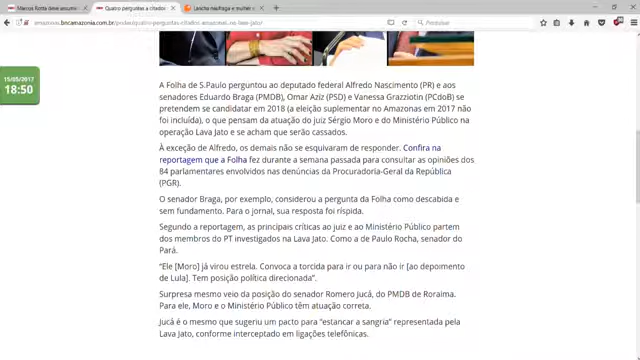 Marcos Rotta deve assumi
Quatro perguntas a citados
Lancha naufraga e mulher
amazonas.bncamazonia.com.br/poder/quatro-perguntas-citados-amazonas-na-lava-jato/
Pesquisar
15/05/2017
18:50
A Folha de S.Paulo perguntou ao deputado federal Alfredo Nascimento (PR) e aos
senadores Eduardo Braga (PMDB), Omar Aziz (PSD) e Vanessa Grazziotin (PCdoB) se
pretendem se candidatar em 2018 (a eleição suplementar no Amazonas em 2017 não
foi incluída), o que pensam da atuação do juiz Sérgio Moro e do Ministério Público na
operação Lava Jato e se acham que serão cassados.
À exceção de Alfredo, os demais não se esquivaram de responder. Confira na
reportagem que a Folha fez durante a semana passada para consultar as opiniões dos
84 parlamentares envolvidos nas denúncias da Procuradoria-Geral da República
(PGR).
O senador Braga, por exemplo, considerou a pergunta da Folha como descabida e
sem fundamento. Para o jornal, sua resposta foi ríspida.
Segundo a reportagem, as principais críticas ao juiz e ao Ministério Público partem
dos membros do PT investigados na Lava Jato. Como a de Paulo Rocha, senador do
Pará.
“Ele [Moro] já virou estrela. Convoca a torcida para ir ou para não ir [ao depoimento
de Lula]. Tem posição política direcionada”.
Surpresa mesmo veio da posição do senador Romero Jucá, do PMDB de Roraima.
Para ele, Moro e o Ministério Público têm atuação correta.
Jucá é o mesmo que sugeriu um pacto para “estancar a sangria” representada pela
Lava Jato, conforme interceptado em ligações telefônicas.